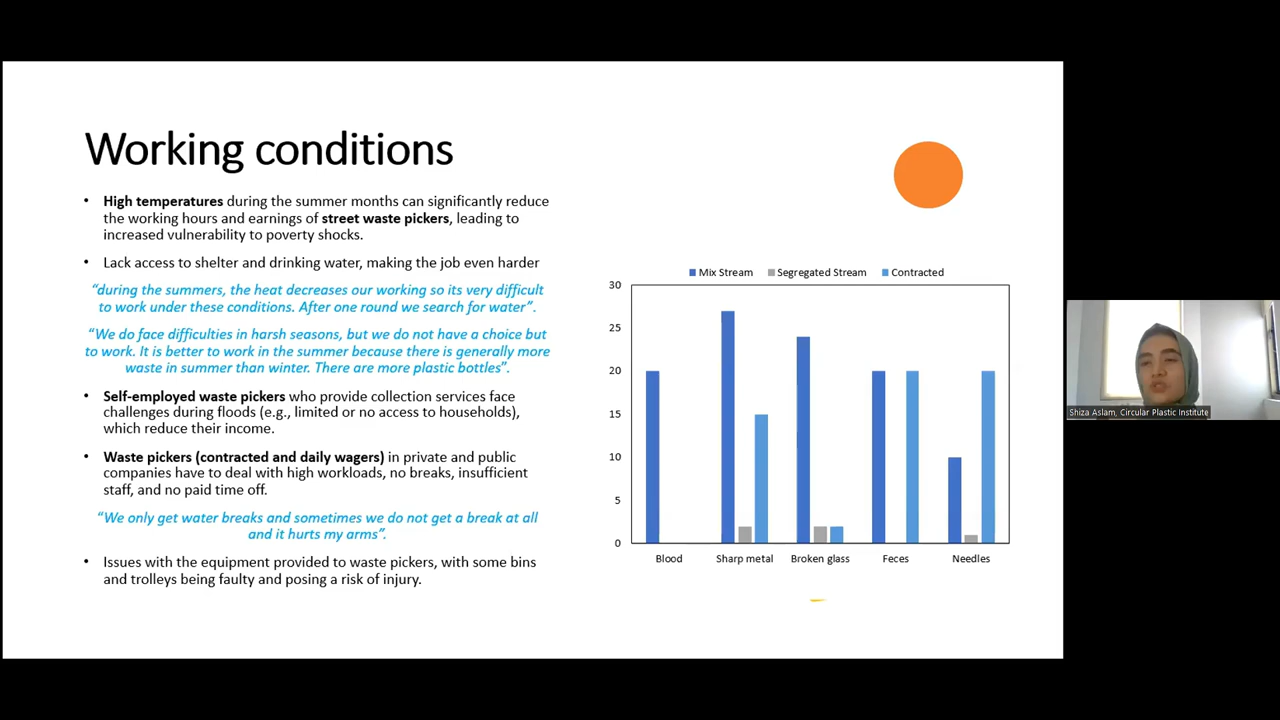 Working conditions
• High temperatures during the summer months can significantly reduce
the working hours and earnings of street waste pickers, leading to
increased vulnerability to poverty shocks.
• Lack access to shelter and drinking water, making the job even harder
“during the summers, the heat decreases our working so its very difficult
to work under these conditions. After one round we search for water”.
“We do face difficulties in harsh seasons, but we do not have a choice but
to work. It is better to work in the summer because there is generally more
waste in summer than winter. There are more plastic bottles”.
• Self-employed waste pickers who provide collection services face
challenges during floods (e.g., limited or no access to households),
which reduce their income.
• Waste pickers (contracted and daily wagers) in private and public
companies have to deal with high workloads, no breaks, insufficient
staff, and no paid time off.
“We only get water breaks and sometimes we do not get a break at all
and it hurts my arms”.
• Issues with the equipment provided to waste pickers, with some bins
and trolleys being faulty and posing a risk of injury.
Mix Stream Segregated Stream Contracted
30
25
20
15
10
5
0
Blood Sharp metal Broken glass Feces Needles
Shiza Aslam, Circular Plastic Institute